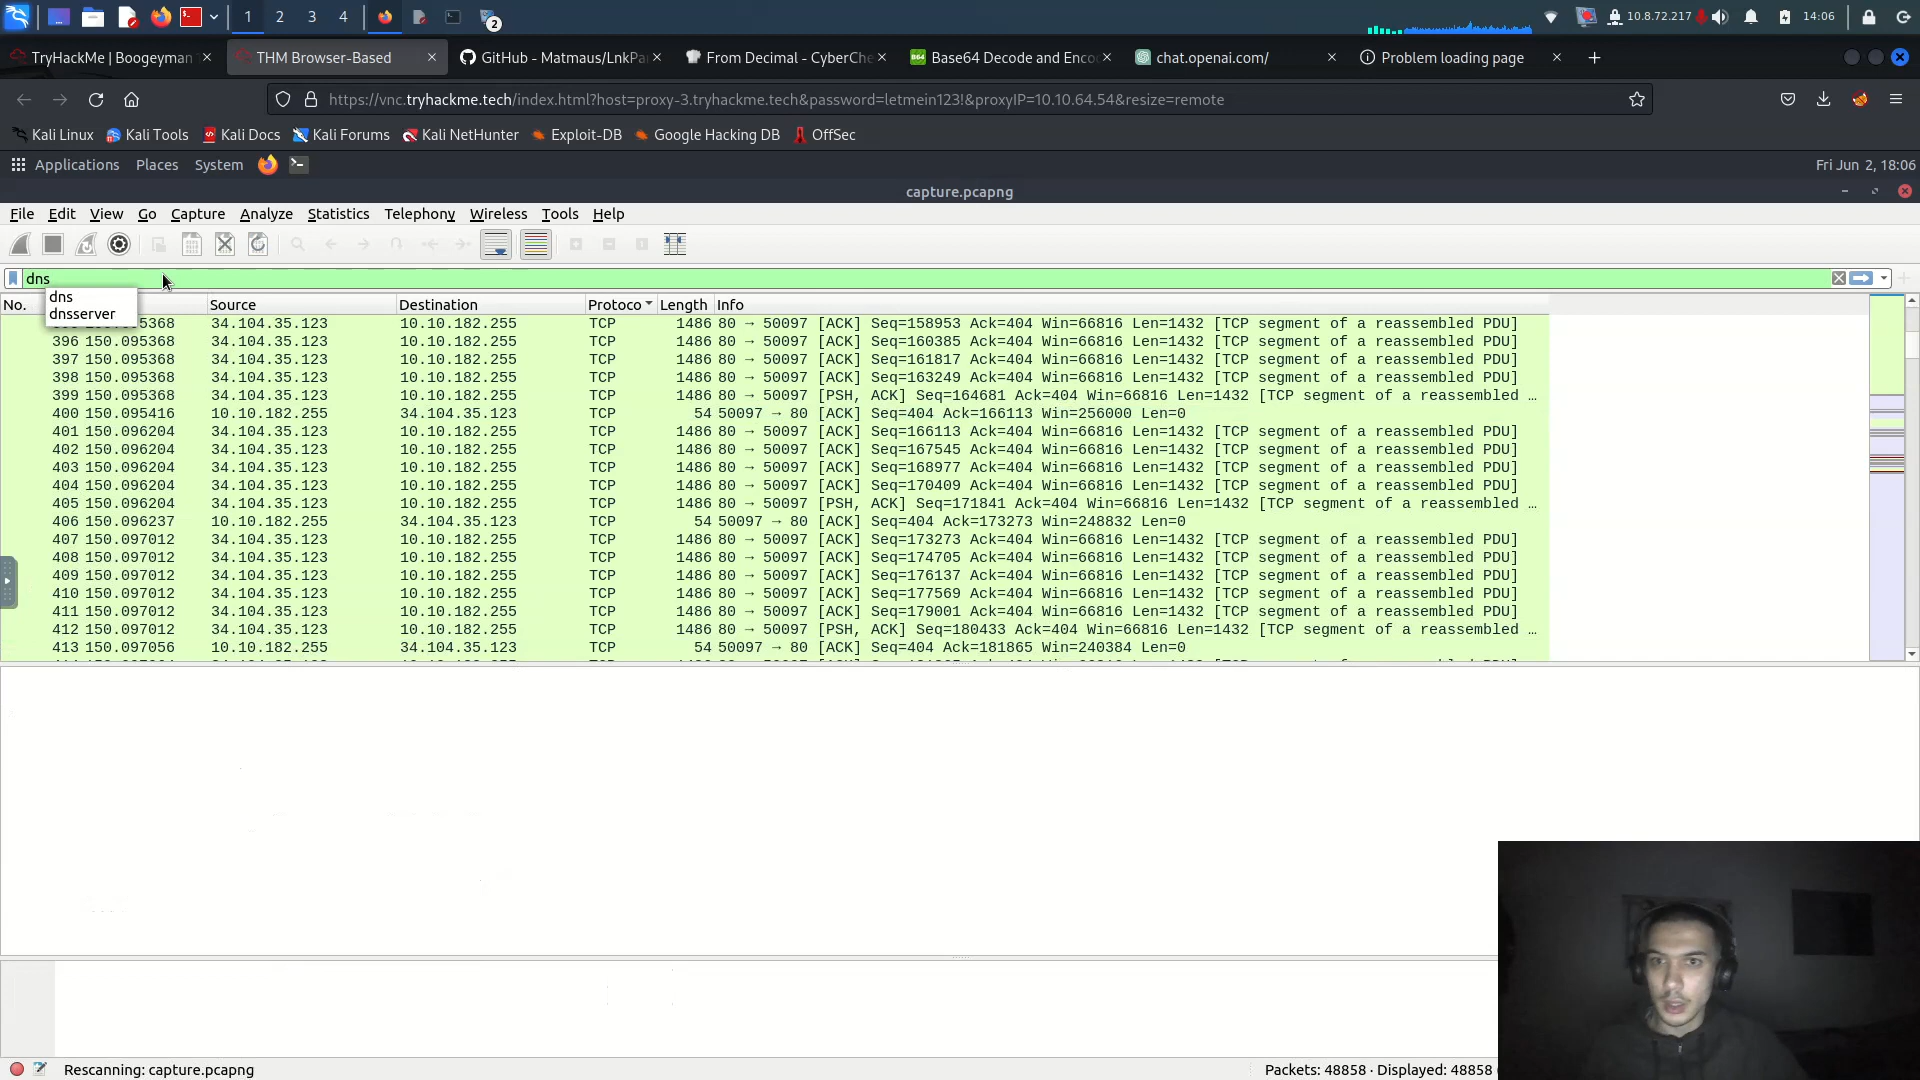 1 2 3 4 2 10.8.72.217 14:06
TryHackMe | Boogeyman
THM Browser-Based
GitHub - Matmaus/LnkPa
From Decimal - CyberChe
Base64 Decode and Enco
chat.openai.com/
Problem loading page
https://vnc.tryhackme.tech/index.html?host=proxy-3.tryhackme.tech&password=letmein123!&proxyIP=10.10.64.54&resize=remote
Kali Linux Kali Tools Kali Docs Kali Forums Kali NetHunter Exploit-DB Google Hacking DB OffSec
Applications Places System Fri Jun 2, 18:06
capture.pcapng
File Edit View Go Capture Analyze Statistics Telephony Wireless Tools Help
dns
dns
dnsserver
No. Source Destination Protoco Length Info
5368 34.104.35.123 10.10.182.255 TCP 1486 80 → 50097 [ACK] Seq=158953 Ack=404 Win=66816 Len=1432 [TCP segment of a reassembled PDU]
396 150.095368 34.104.35.123 10.10.182.255 TCP 1486 80 → 50097 [ACK] Seq=160385 Ack=404 Win=66816 Len=1432 [TCP segment of a reassembled PDU]
397 150.095368 34.104.35.123 10.10.182.255 TCP 1486 80 → 50097 [ACK] Seq=161817 Ack=404 Win=66816 Len=1432 [TCP segment of a reassembled PDU]
398 150.095368 34.104.35.123 10.10.182.255 TCP 1486 80 → 50097 [ACK] Seq=163249 Ack=404 Win=66816 Len=1432 [TCP segment of a reassembled PDU]
399 150.095368 34.104.35.123 10.10.182.255 TCP 1486 80 → 50097 [PSH, ACK] Seq=164681 Ack=404 Win=66816 Len=1432 [TCP segment of a reassembled …
400 150.095416 10.10.182.255 34.104.35.123 TCP 54 50097 → 80 [ACK] Seq=404 Ack=166113 Win=256000 Len=0
401 150.096204 34.104.35.123 10.10.182.255 TCP 1486 80 → 50097 [ACK] Seq=166113 Ack=404 Win=66816 Len=1432 [TCP segment of a reassembled PDU]
402 150.096204 34.104.35.123 10.10.182.255 TCP 1486 80 → 50097 [ACK] Seq=167545 Ack=404 Win=66816 Len=1432 [TCP segment of a reassembled PDU]
403 150.096204 34.104.35.123 10.10.182.255 TCP 1486 80 → 50097 [ACK] Seq=168977 Ack=404 Win=66816 Len=1432 [TCP segment of a reassembled PDU]
404 150.096204 34.104.35.123 10.10.182.255 TCP 1486 80 → 50097 [ACK] Seq=170409 Ack=404 Win=66816 Len=1432 [TCP segment of a reassembled PDU]
405 150.096204 34.104.35.123 10.10.182.255 TCP 1486 80 → 50097 [PSH, ACK] Seq=171841 Ack=404 Win=66816 Len=1432 [TCP segment of a reassembled …
406 150.096237 10.10.182.255 34.104.35.123 TCP 54 50097 → 80 [ACK] Seq=404 Ack=173273 Win=248832 Len=0
407 150.097012 34.104.35.123 10.10.182.255 TCP 1486 80 → 50097 [ACK] Seq=173273 Ack=404 Win=66816 Len=1432 [TCP segment of a reassembled PDU]
408 150.097012 34.104.35.123 10.10.182.255 TCP 1486 80 → 50097 [ACK] Seq=174705 Ack=404 Win=66816 Len=1432 [TCP segment of a reassembled PDU]
409 150.097012 34.104.35.123 10.10.182.255 TCP 1486 80 → 50097 [ACK] Seq=176137 Ack=404 Win=66816 Len=1432 [TCP segment of a reassembled PDU]
410 150.097012 34.104.35.123 10.10.182.255 TCP 1486 80 → 50097 [ACK] Seq=177569 Ack=404 Win=66816 Len=1432 [TCP segment of a reassembled PDU]
411 150.097012 34.104.35.123 10.10.182.255 TCP 1486 80 → 50097 [ACK] Seq=179001 Ack=404 Win=66816 Len=1432 [TCP segment of a reassembled PDU]
412 150.097012 34.104.35.123 10.10.182.255 TCP 1486 80 → 50097 [PSH, ACK] Seq=180433 Ack=404 Win=66816 Len=1432 [TCP segment of a reassembled …
413 150.097056 10.10.182.255 34.104.35.123 TCP 54 50097 → 80 [ACK] Seq=404 Ack=181865 Win=240384 Len=0
Rescanning: capture.pcapng Packets: 48858 · Displayed: 48858